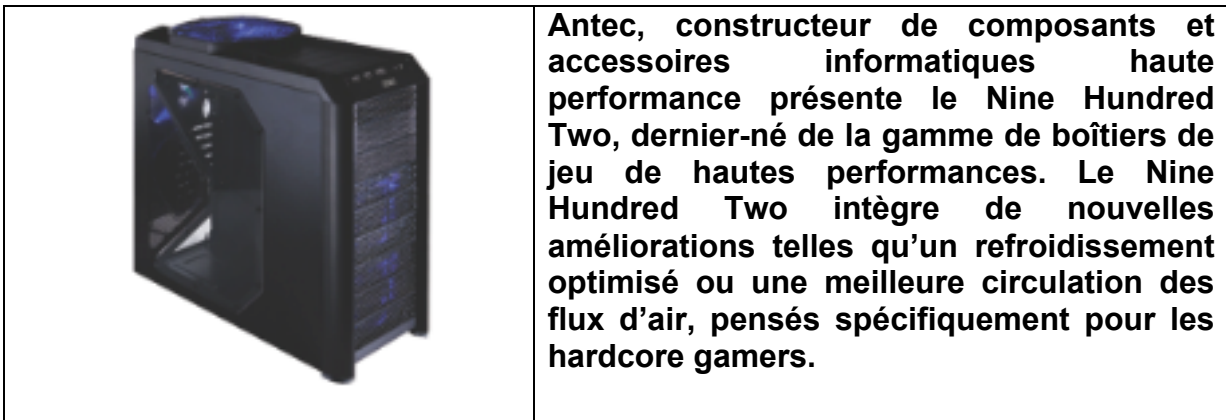 Antec, constructeur de composants et
accessoires informatiques haute
performance présente le Nine Hundred
Two, dernier-né de la gamme de boîtiers de
jeu de hautes performances. Le Nine
Hundred Two intègre de nouvelles
améliorations telles qu’un refroidissement
optimisé ou une meilleure circulation des
flux d’air, pensés spécifiquement pour les
hardcore gamers.